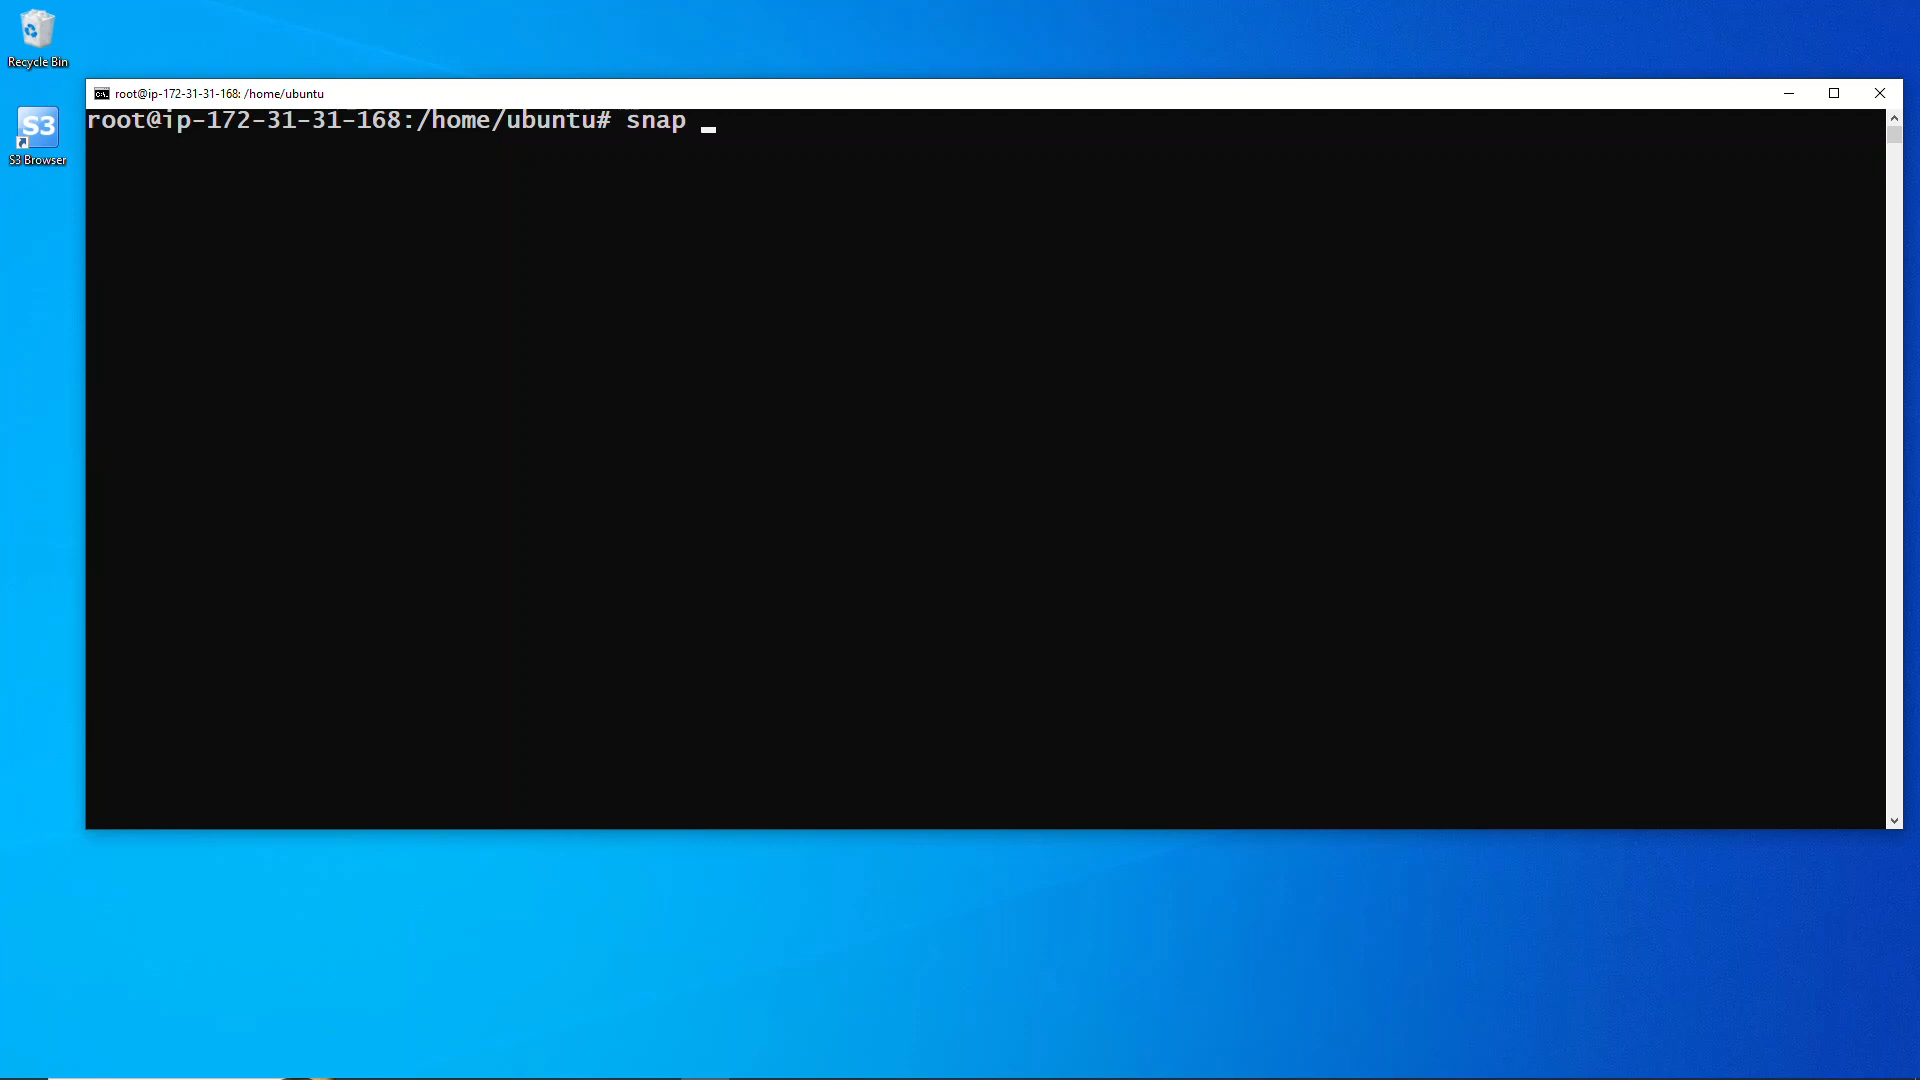 Recycle Bin
S3
S3 Browser
root@ip-172-31-31-168: /home/ubuntu
root@ip-172-31-31-168:/home/ubuntu# snap